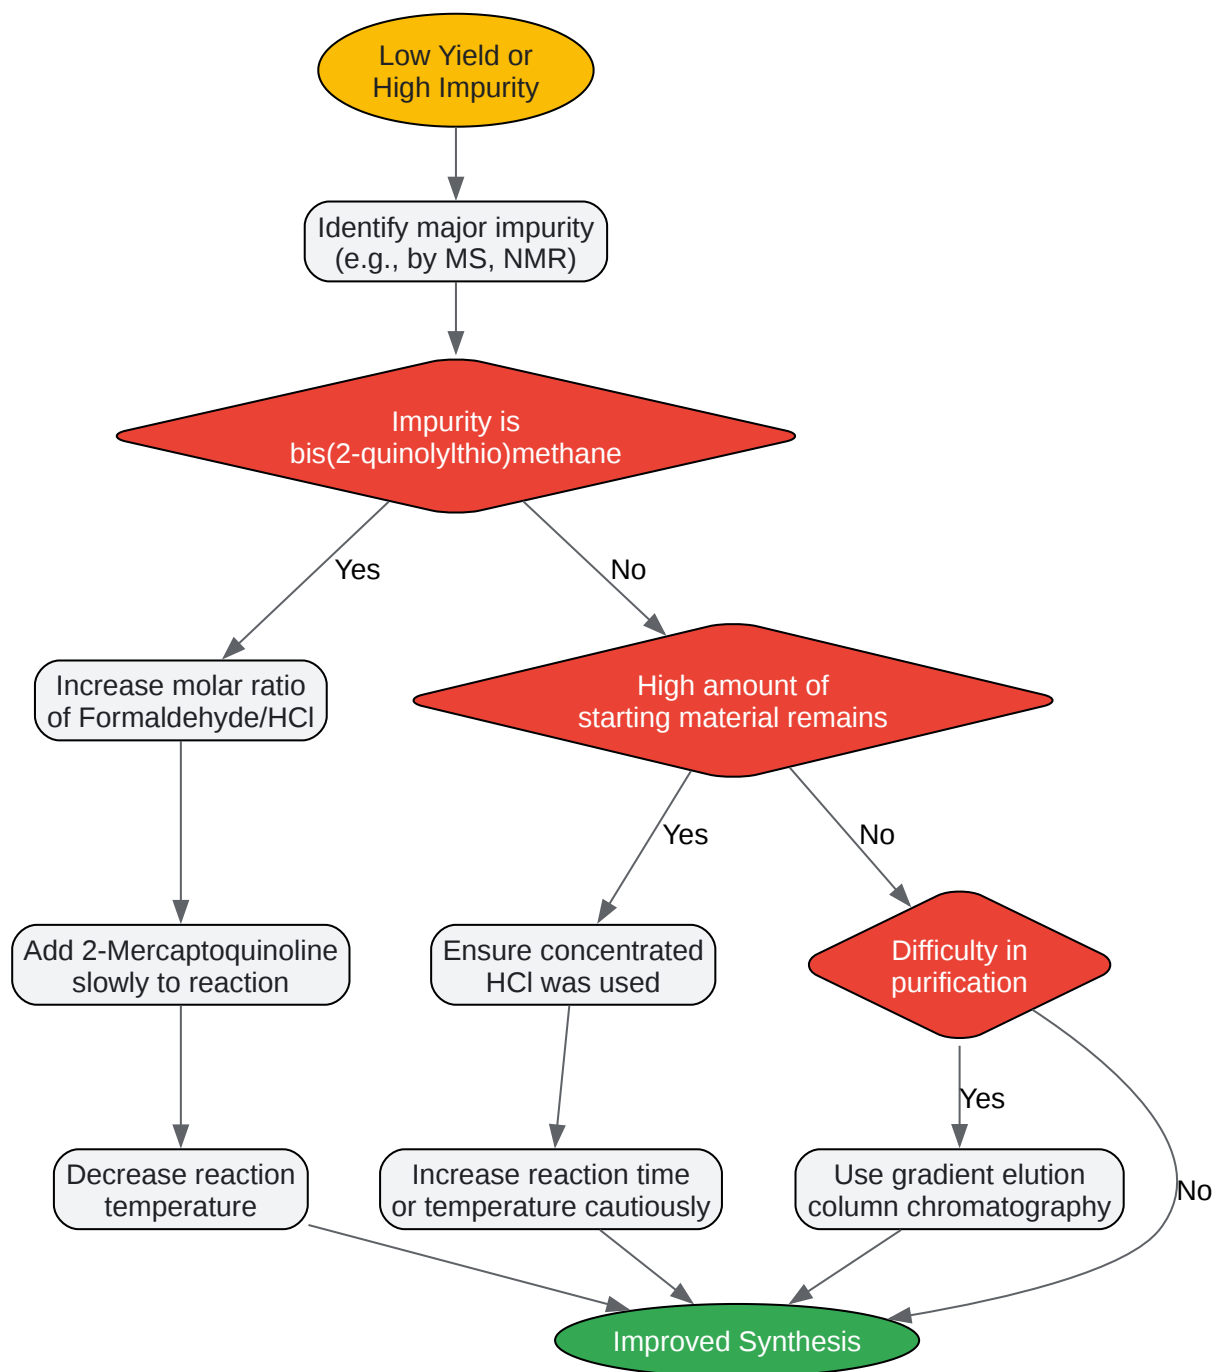 Low Yield or
High Impurity
Identify major impurity
(e.g., by MS, NMR)
Impurity is
bis(2-quinolylthio)methane
Yes
No
Increase molar ratio
of Formaldehyde/HCl
High amount of
starting material remains
Yes
No
Add 2-Mercaptoquinoline
slowly to reaction
Ensure concentrated
HCl was used
Difficulty in
purification
Yes
No
Decrease reaction
temperature
Increase reaction time
or temperature cautiously
Use gradient elution
column chromatography
Improved Synthesis